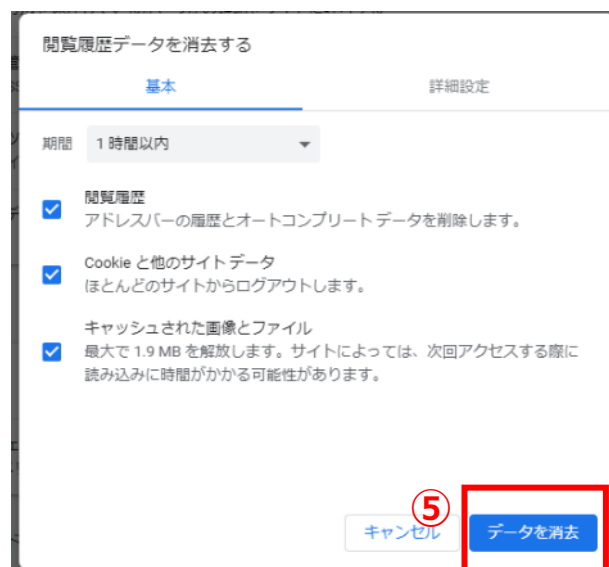 閲覧履歴データを消去する
基本
詳細設定
期間
1 時間以内
閲覧履歴
アドレスバーの履歴とオートコンプリート データを削除します。
Cookie と他のサイトデータ
ほとんどのサイトからログアウトします。
キャッシュされた画像とファイル
最大で 1.9 MB を解放します。サイトによっては、次回アクセスする際に
読み込みに時間がかかる可能性があります。
⑤
キャンセル
データを消去